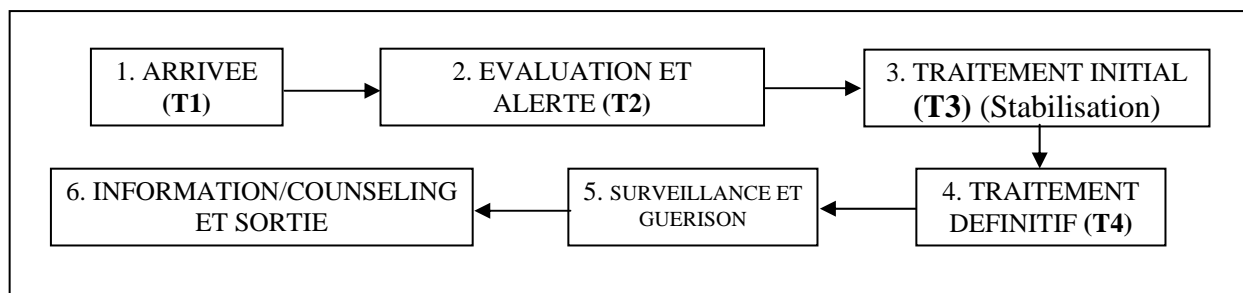 1. ARRIVEE
(T1)
2. EVALUATION ET
ALERTE (T2)
3. TRAITEMENT INITIAL
(T3) (Stabilisation)
4. TRAITEMENT
DEFINITIF (T4)
5. SURVEILLANCE ET
GUERISON
6. INFORMATION/COUNSELING
ET SORTIE